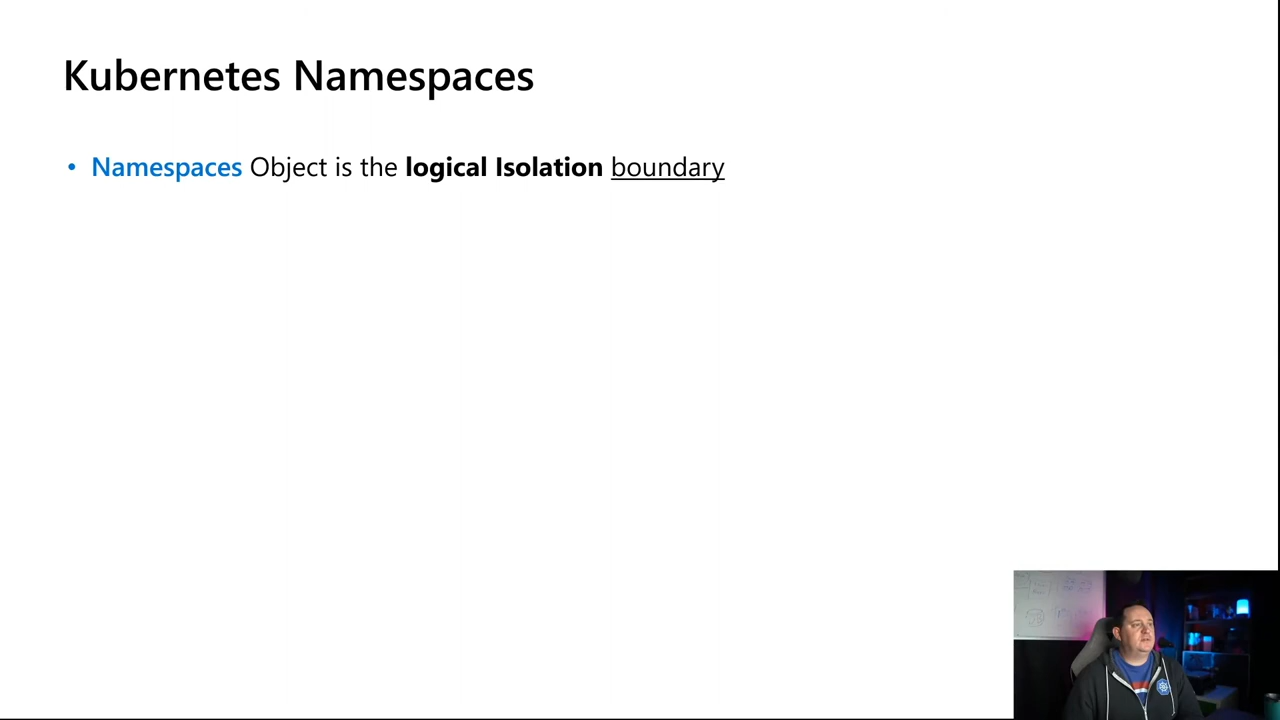 Kubernetes Namespaces
• Namespaces Object is the logical Isolation boundary